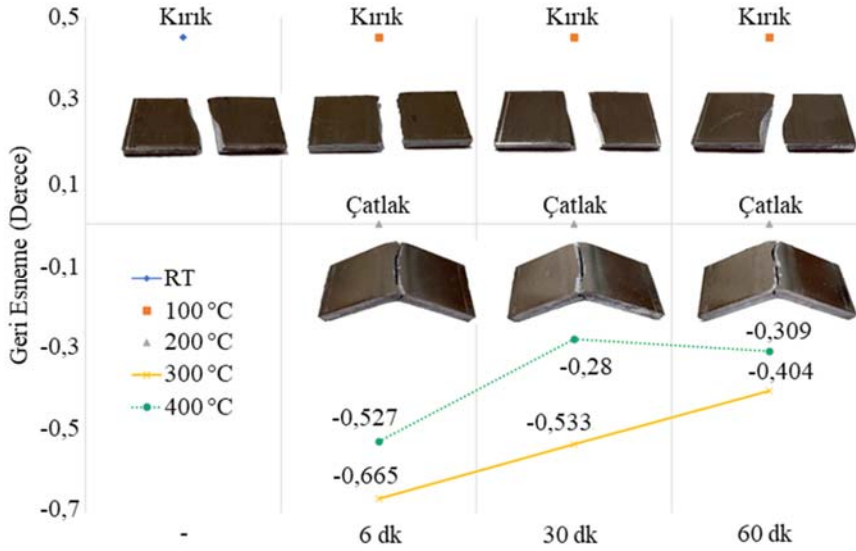 Geri Esneme (Derece)
0,5
0,3
0,1
-0,1
-0,3
-0,5
-0,7
Kırık
Kırık
Kırık
Kırık
Çatlak
Çatlak
Çatlak
RT
100 °C
200 °C
300 °C
400 °C
-0,527
-0,28
-0,309
-0,665
-0,533
-0,404
-
6 dk
30 dk
60 dk